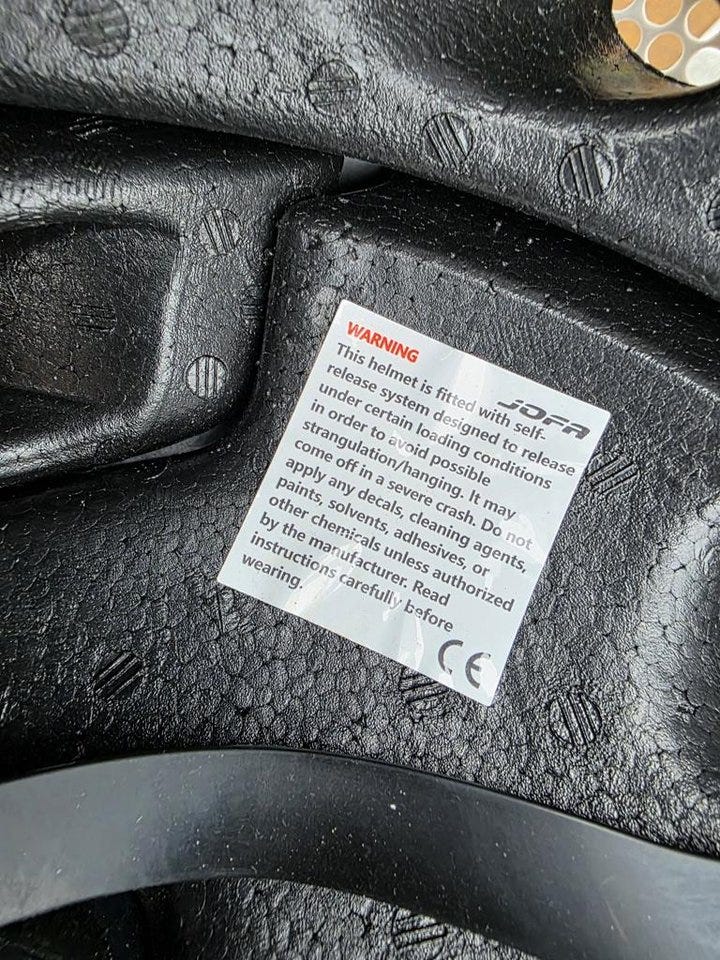 WARNING
JOFA
This helmet is fitted with self-
release system designed to release
under certain loading conditions
in order to avoid possible
strangulation/hanging. It may
come off in a severe crash. Do not
apply any decals, cleaning agents,
paints, solvents, adhesives, or
other chemicals unless authorized
by the manufacturer. Read
instructions carefully before
wearing.
CE